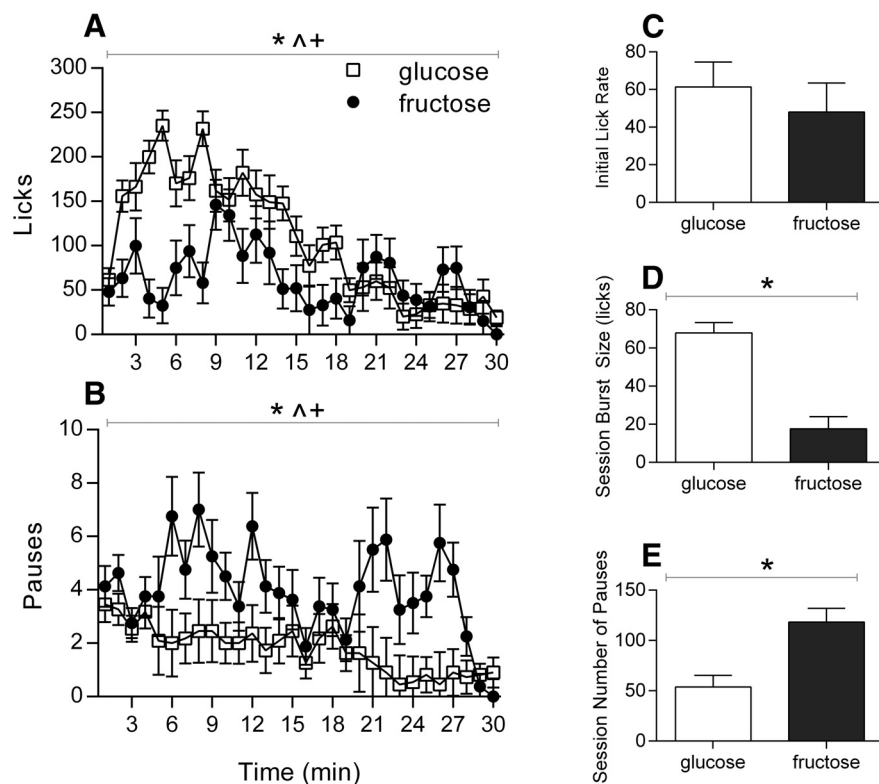 A
* ^ +
glucose
fructose
Licks
300
250
200
150
100
50
0
3 6 9 12 15 18 21 24 27 30
B
* ^ +
Pauses
10
8
6
4
2
0
3 6 9 12 15 18 21 24 27 30
Time (min)
C
Initial Lick Rate
80
60
40
20
0
glucose fructose
D
*
Session Burst Size (licks)
80
60
40
20
0
glucose fructose
E
*
Session Number of Pauses
150
100
50
0
glucose fructose